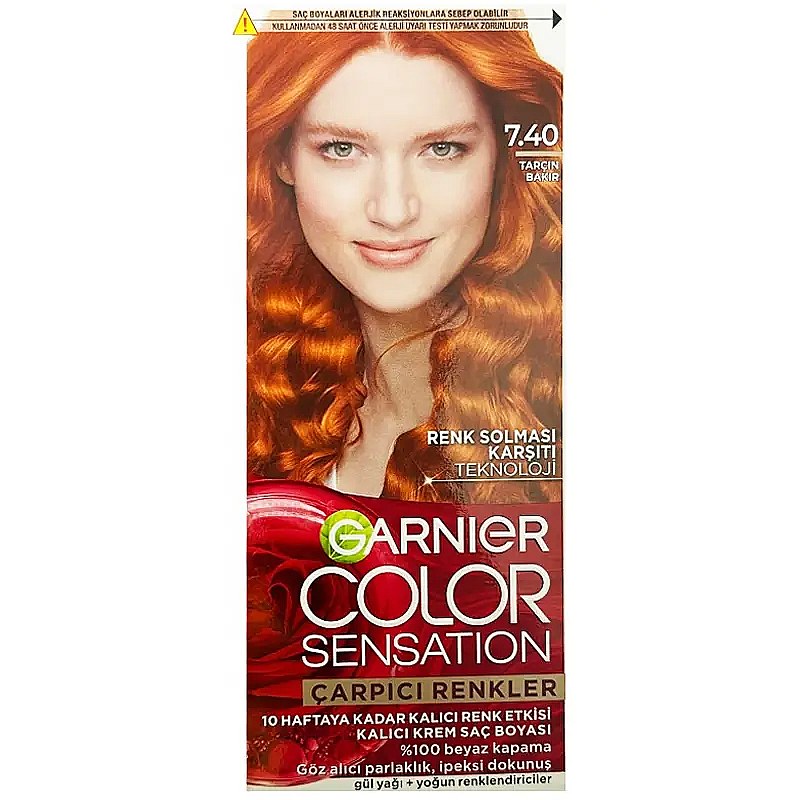 SAÇ BOYALARI ALERJİK REAKSİYONLARA SEBEP OLABİLİR
KULLANMADAN 48 SAAT ÖNCE ALERJİ UYARI TESTİ YAPMAK ZORUNLUDUR
7.40
TARÇIN
BAKIR
RENK SOLMASI
KARŞITI
TEKNOLOJİ
GARNIER
COLOR
SENSATION
ÇARPICI RENKLER
10 HAFTAYA KADAR KALICI RENK ETKİSİ
KALICI KREM SAÇ BOYASI
%100 beyaz kapama
Göz alıcı parlaklık, ipeksi dokunuş
gül yağı + yoğun renklendiriciler